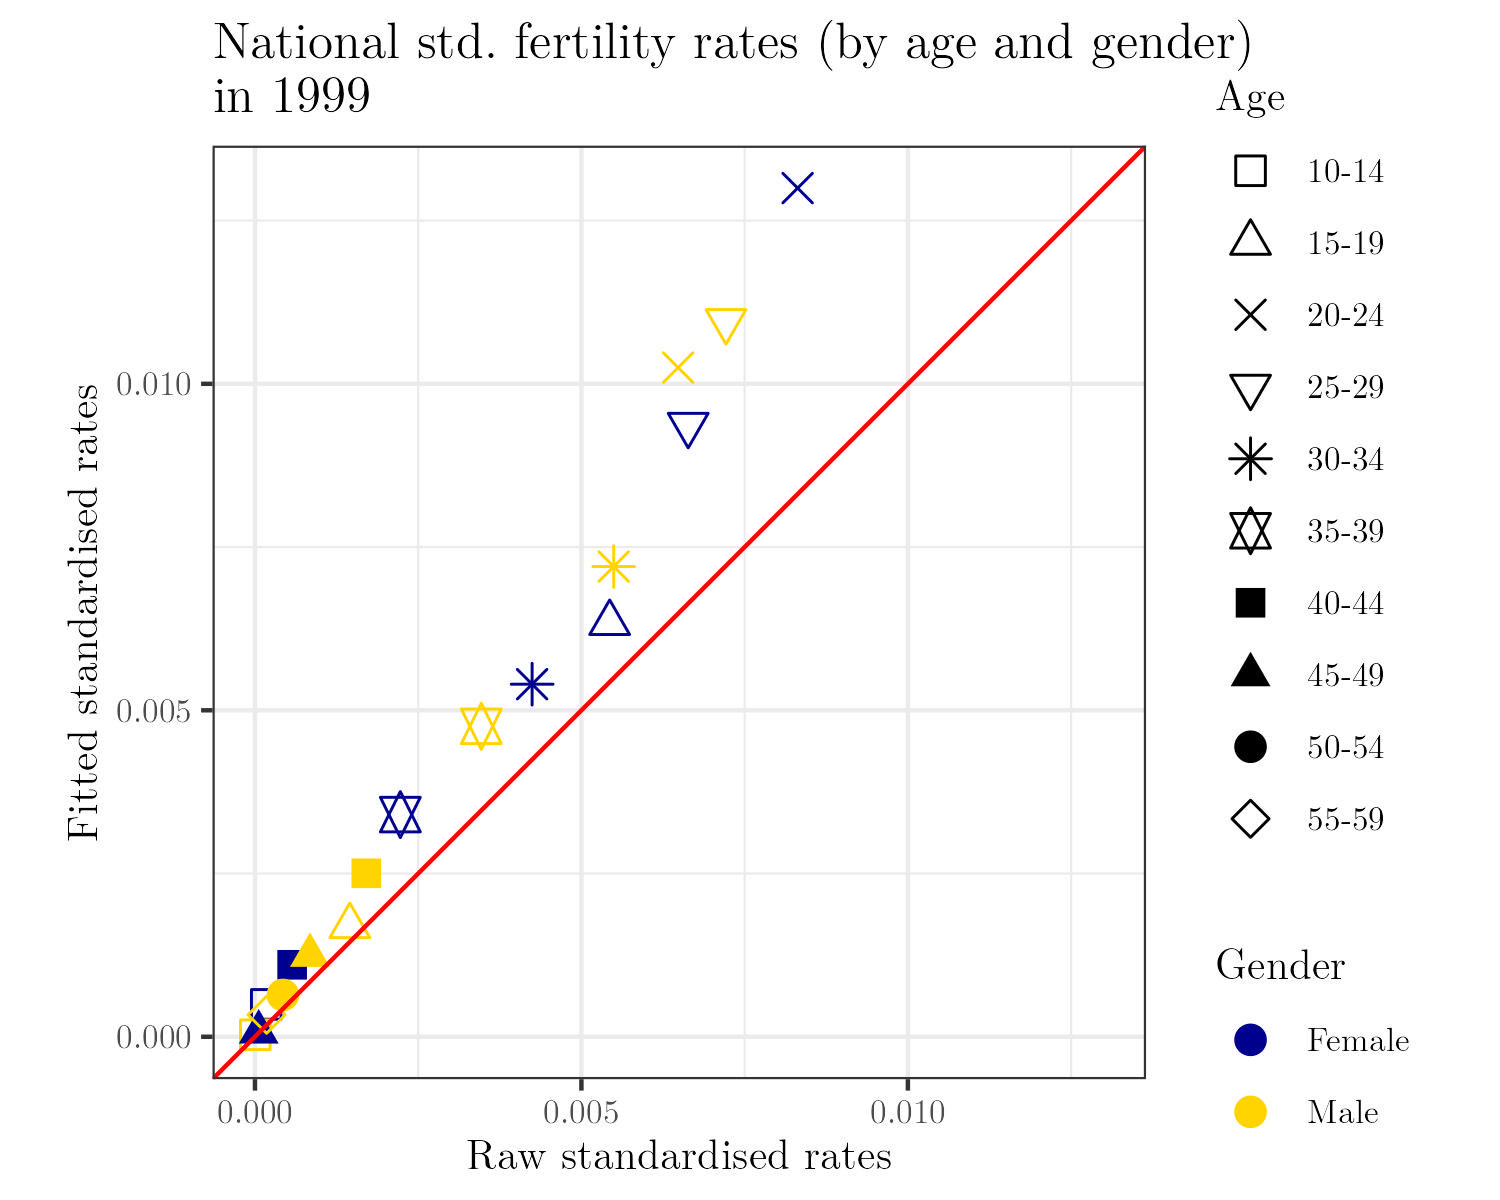 National std. fertility rates (by age and gender)
in 1999
Age
10-14
15-19
20-24
25-29
30-34
35-39
40-44
45-49
50-54
55-59
Gender
Female
Male
Fitted standardised rates
0.010
0.005
0.000
0.000
0.005
0.010
Raw standardised rates